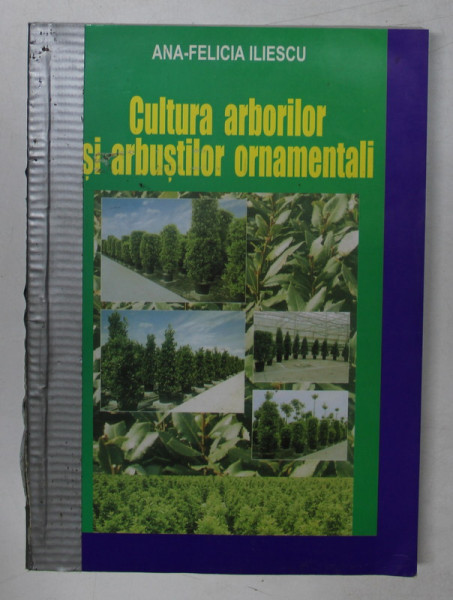 ANA-FELICIA ILIESCU
Cultura arborilor
și arbuștilor ornamentali